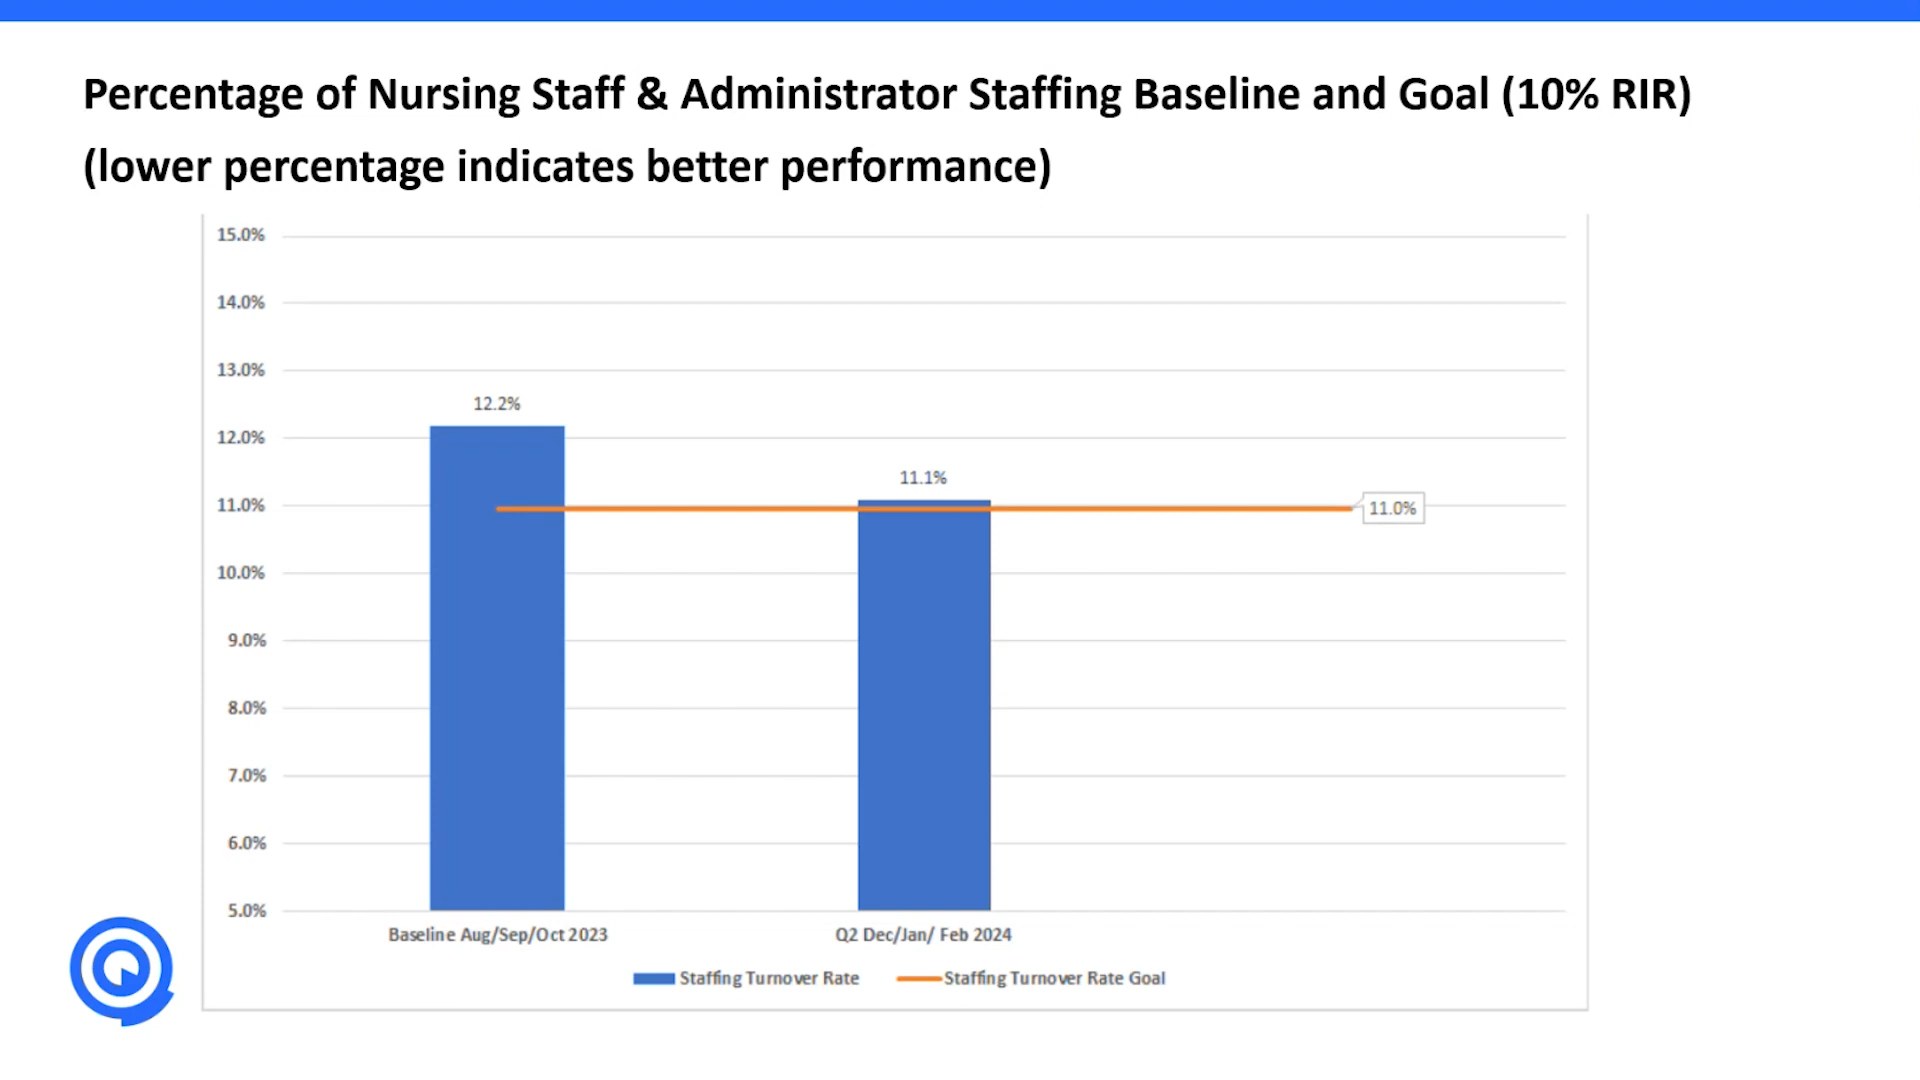 Percentage of Nursing Staff & Administrator Staffing Baseline and Goal (10% RIR)
(lower percentage indicates better performance)
15.0%
14.0%
13.0%
12.2%
12.0%
11.1%
11.0%
11.0%
10.0%
9.0%
8.0%
7.0%
6.0%
5.0%
Baseline Aug/Sep/Oct 2023
Q2 Dec/Jan/ Feb 2024
Staffing Turnover Rate
Staffing Turnover Rate Goal